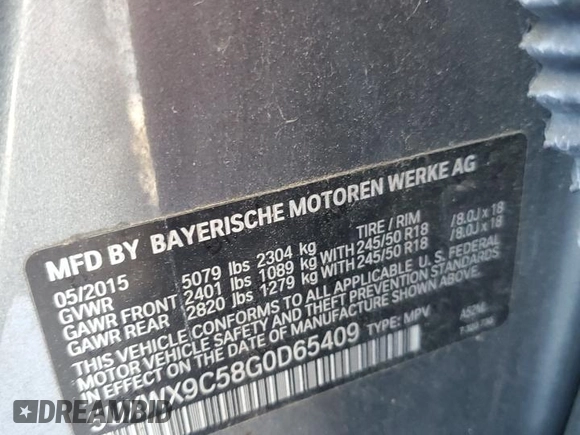 MFD BY BAYERISCHE MOTOREN WERKE AG
05/2015
GVWR 5079 lbs 2304 kg TIRE / RIM
GAWR FRONT 2401 lbs 1089 kg WITH 245/50 R18 /8.0J x 18
GAWR REAR 2820 lbs 1279 kg WITH 245/50 R18 /8.0J x 18
THIS VEHICLE CONFORMS TO ALL APPLICABLE U. S. FEDERAL
MOTOR VEHICLE SAFETY AND THEFT PREVENTION STANDARDS
IN EFFECT ON THE DATE OF MANUFACTURE SHOWN ABOVE.
X9C58G0D65409 TYPE: MPV
DREAMBID